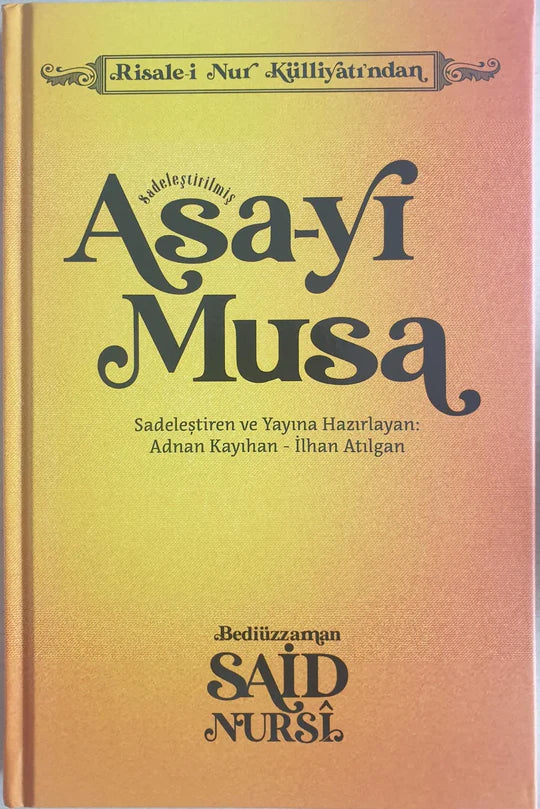 Risale-i Nur Külliyatı'ndan
Sadeleştirilmiş
Asa-yı
Musa
Sadeleştiren ve Yayına Hazırlayan:
Adnan Kayıhan - İlhan Atılgan
Bediüzzaman
SAİD
NURSÎ